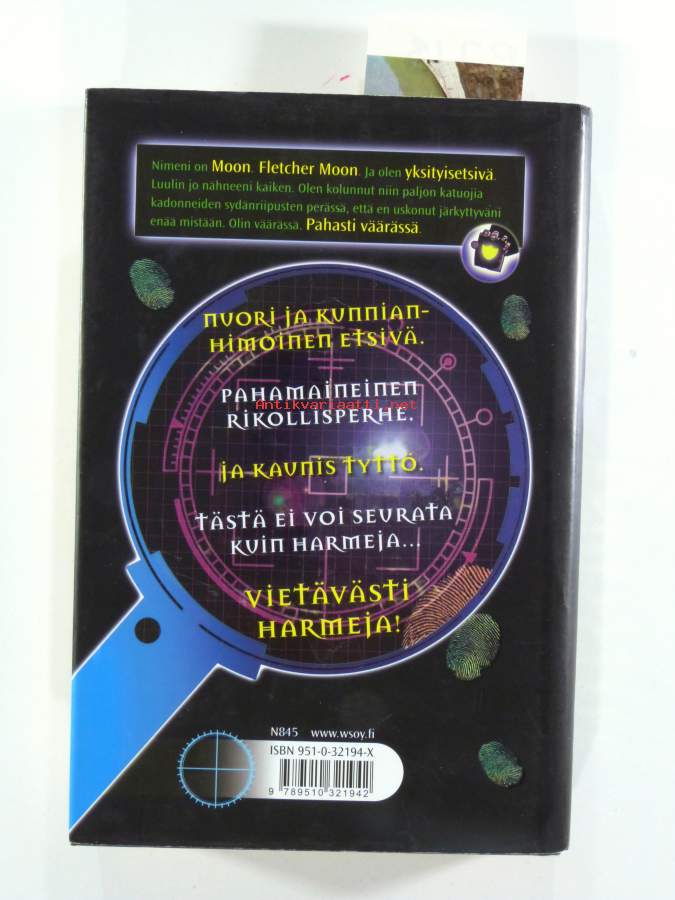 Nimeni on Moon. Fletcher Moon. Ja olen yksityisetsivä.
Luulin jo nähneeni kaiken. Olen kolunnut niin paljon katuojia
kadonneiden sydänriipusten perässä, että en uskonut järkyttyväni
enää mistään. Olin väärässä. Pahasti väärässä.
NUORI JA KUNNIAN-
HIMOINEN ETSIVÄ.
PAHAMAINEINEN
Antikvariaatti.net
RIKOLLISPERHE.
JA KAUNIS TYTTÖ.
TÄSTÄ EI VOI SEURATA
KUIN HARMEJA...
VIETÄVÄSTI
HARMEJA!
N845 www.wsoy.fi
ISBN 951-0-32194-X
9 789510 321942